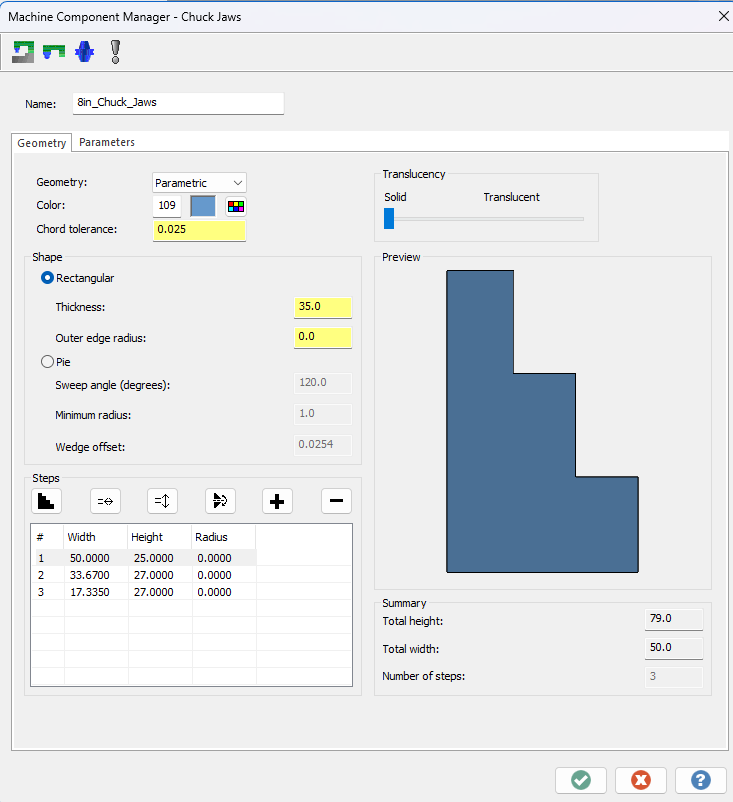 Machine Component Manager - Chuck Jaws
Name: 8in_Chuck_Jaws
Geometry Parameters
Geometry: Parametric
Color: 109
Chord tolerance: 0.025
Translucency
Solid Translucent
Shape
Rectangular
Thickness: 35.0
Outer edge radius: 0.0
Pie
Sweep angle (degrees): 120.0
Minimum radius: 1.0
Wedge offset: 0.0254
Steps
# Width Height Radius
1 50.0000 25.0000 0.0000
2 33.6700 27.0000 0.0000
3 17.3350 27.0000 0.0000
Preview
Summary
Total height: 79.0
Total width: 50.0
Number of steps: 3